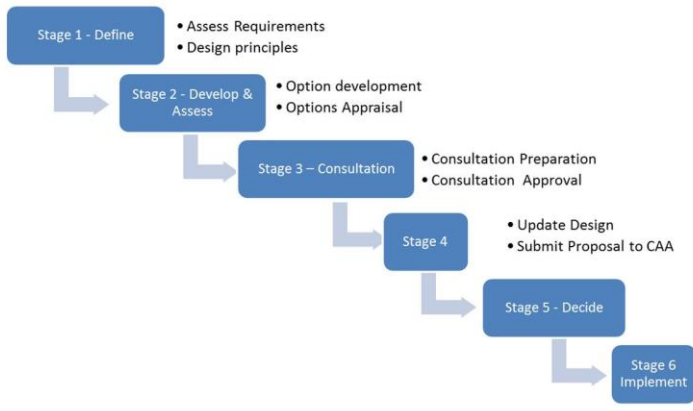 Stage 1 - Define
• Assess Requirements
• Design principles
Stage 2 - Develop &
Assess
• Option development
• Options Appraisal
Stage 3 – Consultation
• Consultation Preparation
• Consultation Approval
Stage 4
• Update Design
• Submit Proposal to CAA
Stage 5 - Decide
Stage 6
Implement